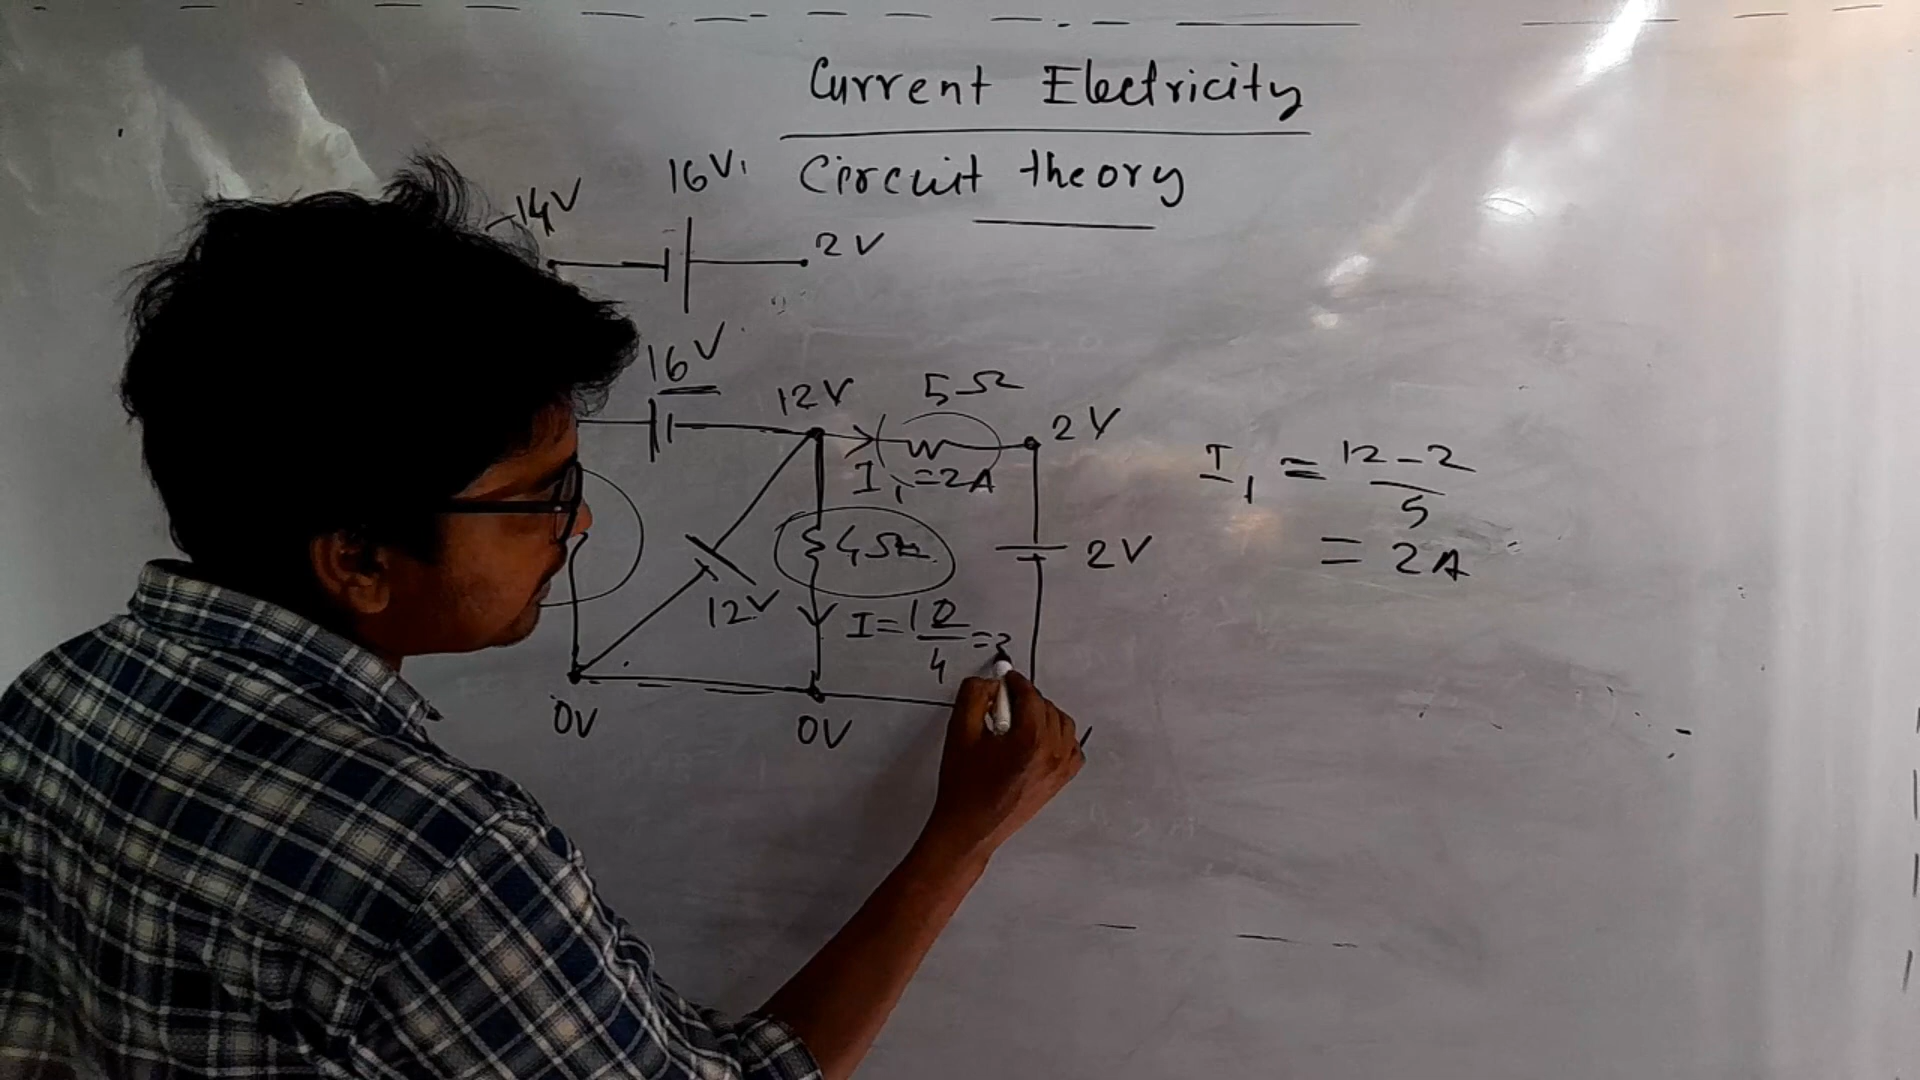 Current Electricity
Circuit theory
-14V
16V
2V
16V
12V
5Ω
2V
I₁=2A
4Ω
2V
12V
I=12/4=3
0V
0V
V
I₁ = 12-2/5
= 2A